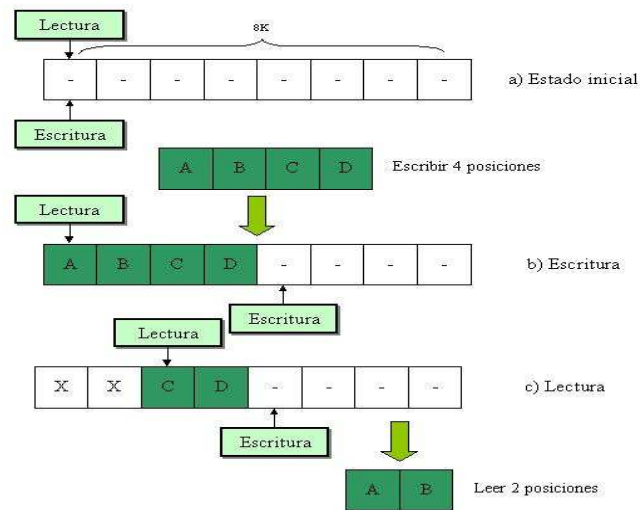 Lectura
8K
- - - - - - - -
a) Estado inicial
Escritura
A B C D
Escribir 4 posiciones
Lectura
A B C D - - - -
b) Escritura
Escritura
Lectura
X X C D - - - -
c) Lectura
Escritura
A B
Leer 2 posiciones